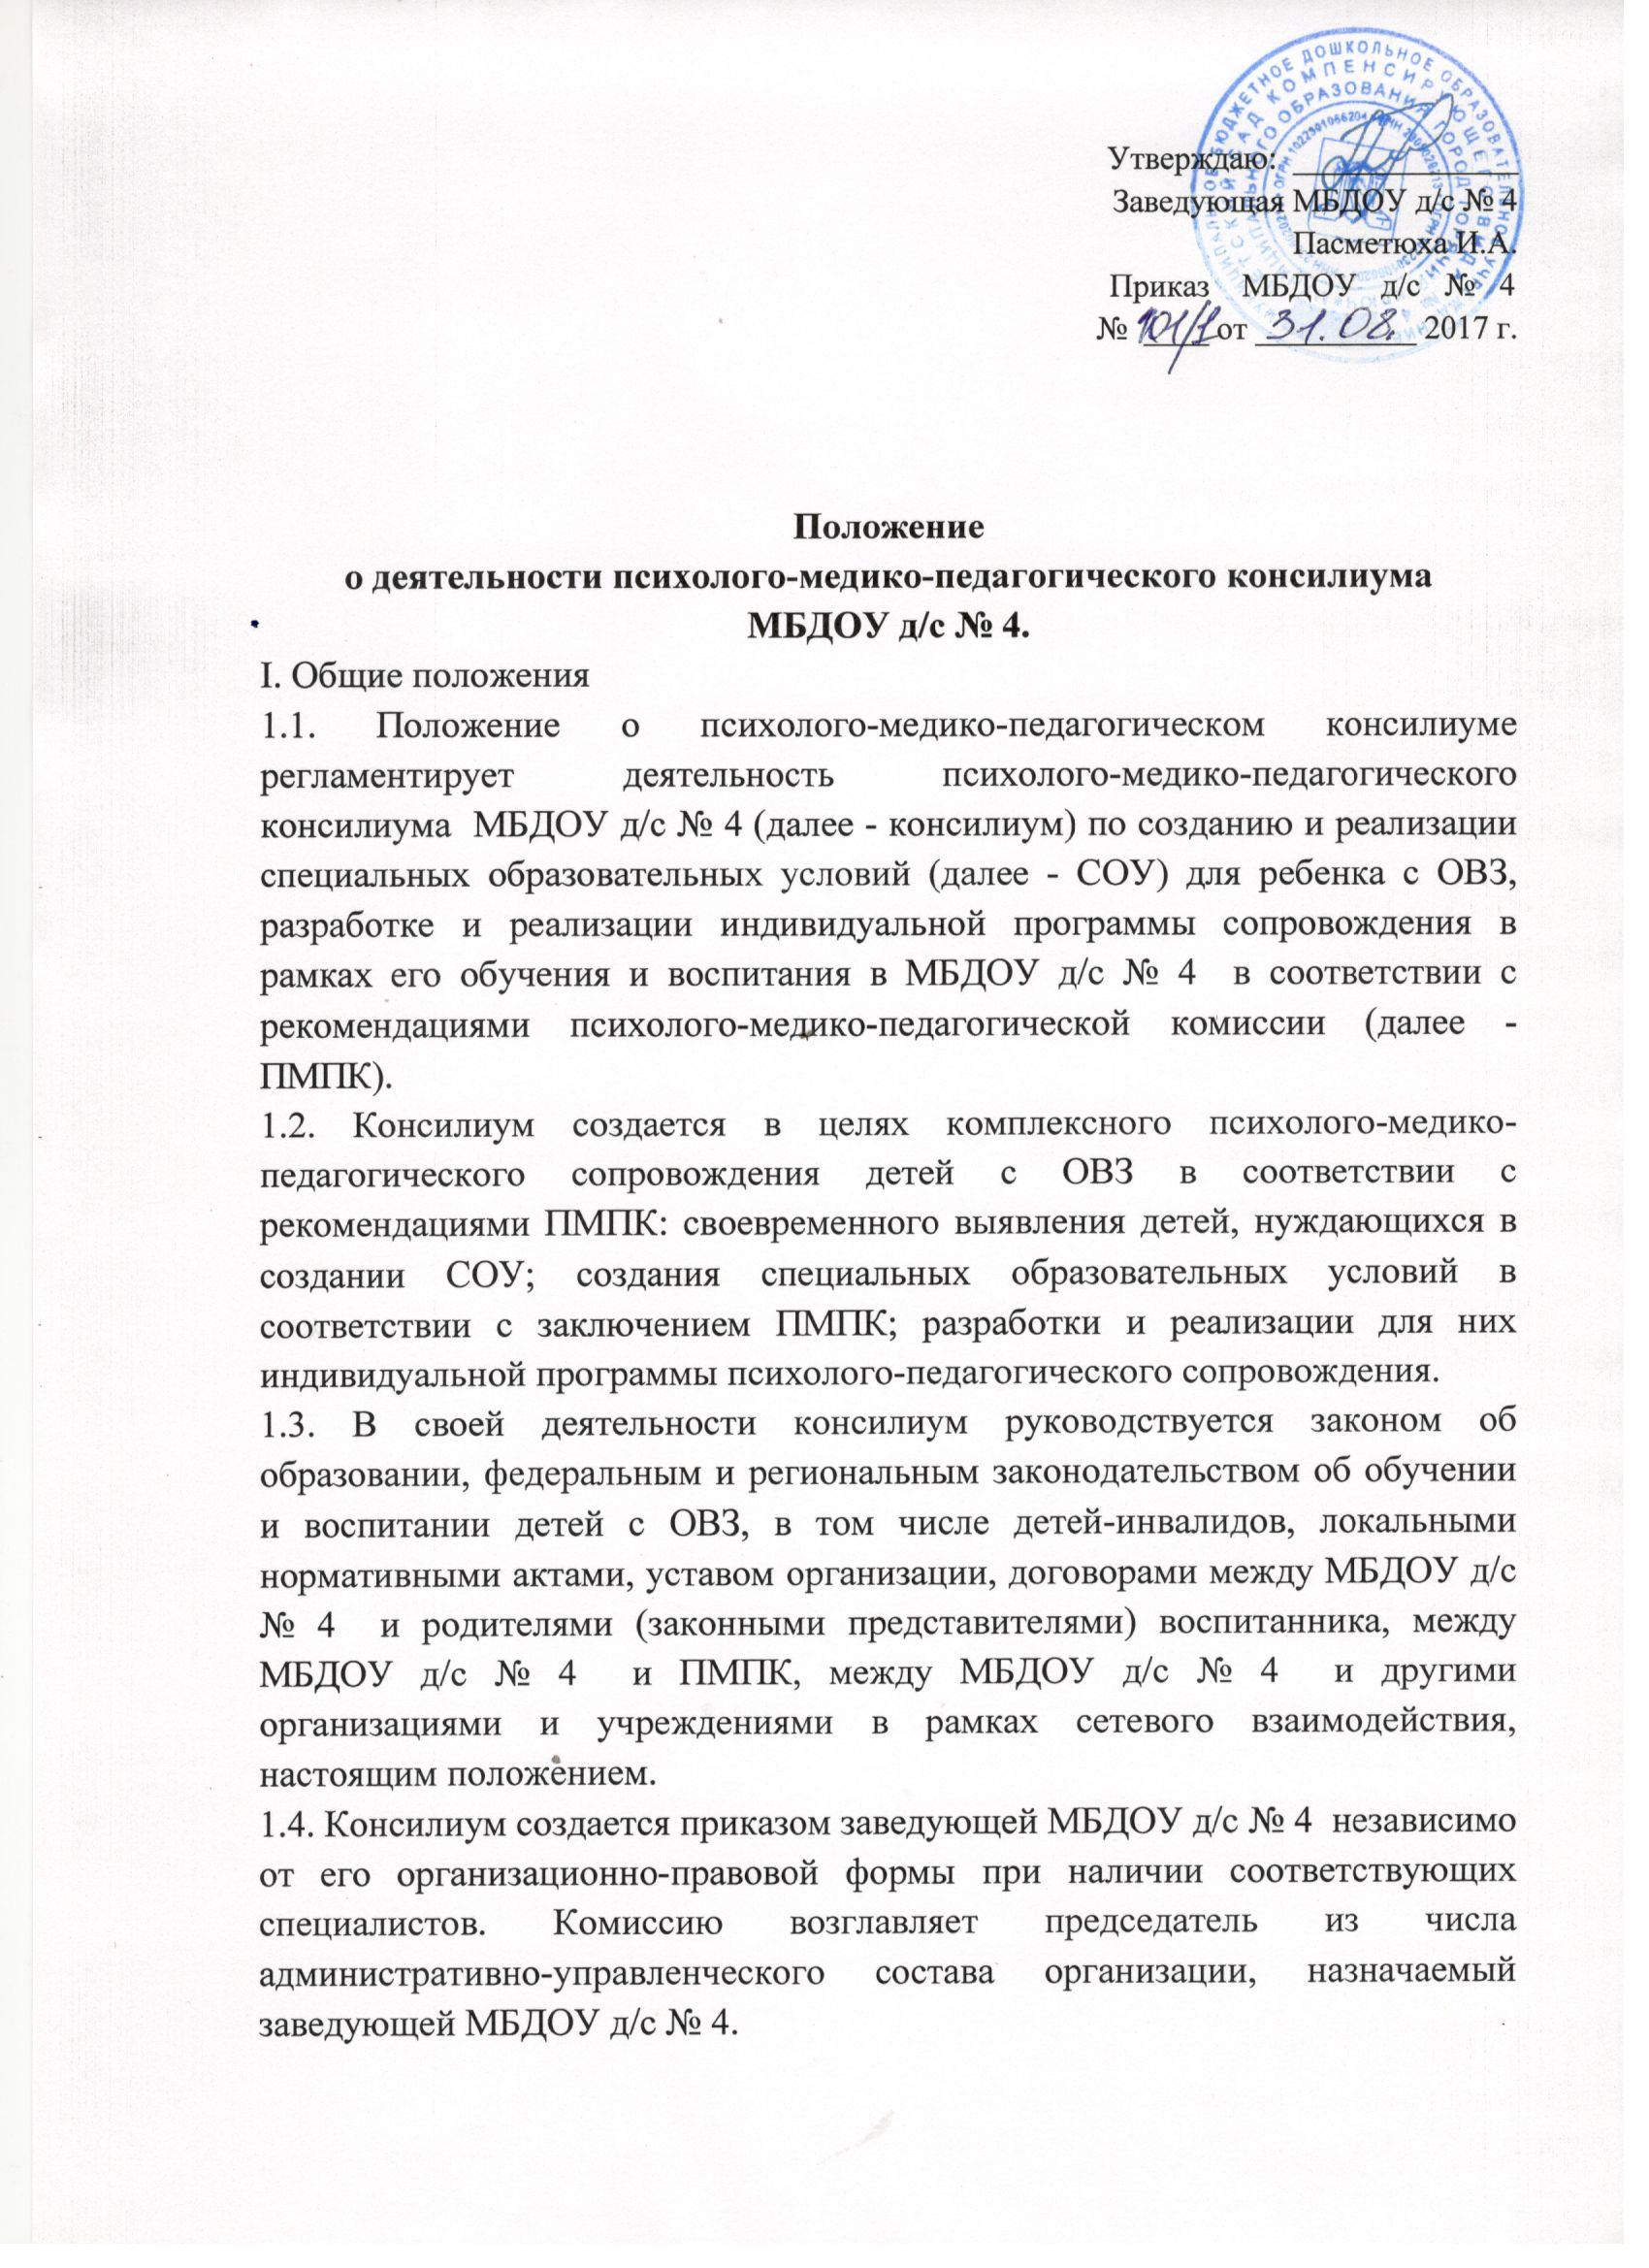 Утверждаю:
Заведующая МБДОУ д/с № 4
Пасметюха И.А.
Приказ МБДОУ д/с № 4
№ 101/1 от 31.08. 2017 г.
Положение
о деятельности психолого-медико-педагогического консилиума
МБДОУ д/с № 4.
I. Общие положения
1.1. Положение о психолого-медико-педагогическом консилиуме
регламентирует деятельность психолого-медико-педагогического
консилиума МБДОУ д/с № 4 (далее - консилиум) по созданию и реализации
специальных образовательных условий (далее - СОУ) для ребенка с ОВЗ,
разработке и реализации индивидуальной программы сопровождения в
рамках его обучения и воспитания в МБДОУ д/с № 4 в соответствии с
рекомендациями психолого-медико-педагогической комиссии (далее -
ПМПК).
1.2. Консилиум создается в целях комплексного психолого-медико-
педагогического сопровождения детей с ОВЗ в соответствии с
рекомендациями ПМПК: своевременного выявления детей, нуждающихся в
создании СОУ; создания специальных образовательных условий в
соответствии с заключением ПМПК; разработки и реализации для них
индивидуальной программы психолого-педагогического сопровождения.
1.3. В своей деятельности консилиум руководствуется законом об
образовании, федеральным и региональным законодательством об обучении
и воспитании детей с ОВЗ, в том числе детей-инвалидов, локальными
нормативными актами, уставом организации, договорами между МБДОУ д/с
№ 4 и родителями (законными представителями) воспитанника, между
МБДОУ д/с № 4 и ПМПК, между МБДОУ д/с № 4 и другими
организациями и учреждениями в рамках сетевого взаимодействия,
настоящим положением.
1.4. Консилиум создается приказом заведующей МБДОУ д/с № 4 независимо
от его организационно-правовой формы при наличии соответствующих
специалистов. Комиссию возглавляет председатель из числа
административно-управленческого состава организации, назначаемый
заведующей МБДОУ д/с № 4.